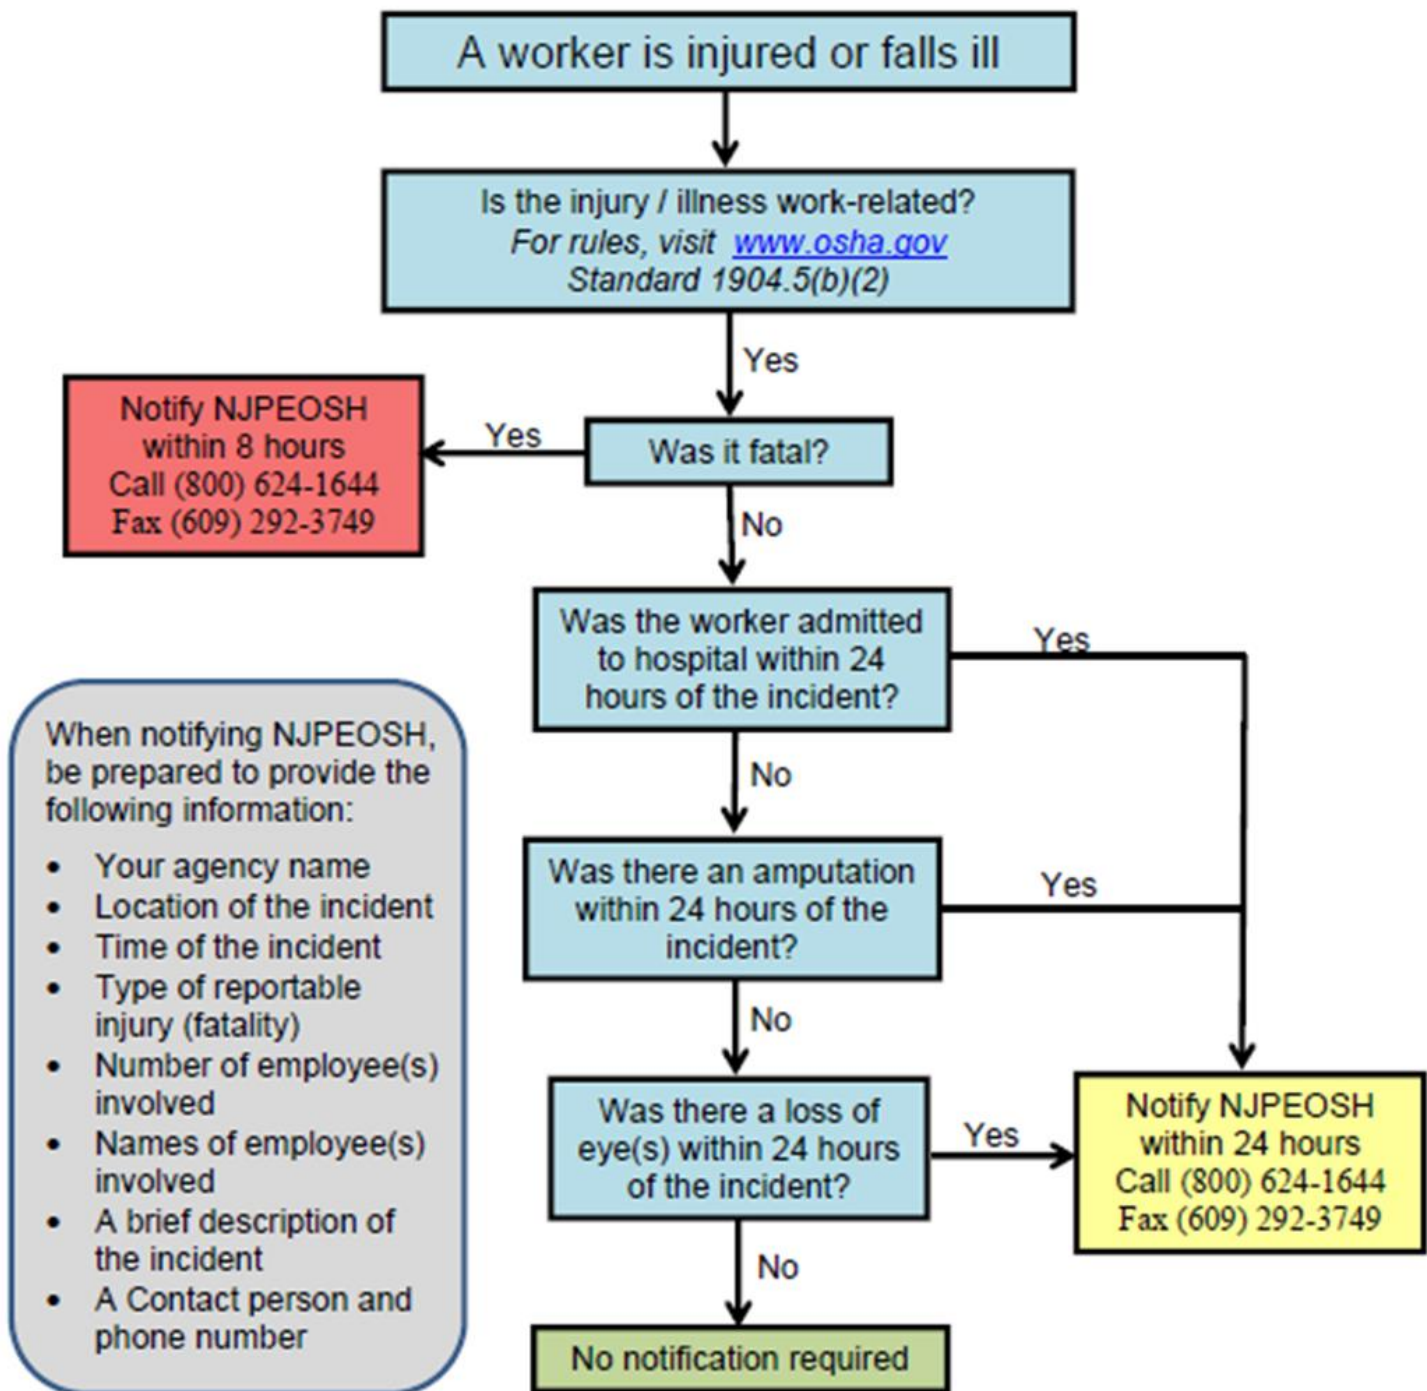 A worker is injured or falls ill
Is the injury / illness work-related?
For rules, visit www.osha.gov
Standard 1904.5(b)(2)
Yes
Notify NJPEOSH
within 8 hours
Call (800) 624-1644
Fax (609) 292-3749
Yes
Was it fatal?
No
Was the worker admitted
to hospital within 24
hours of the incident?
Yes
No
Was there an amputation
within 24 hours of the
incident?
Yes
No
Was there a loss of
eye(s) within 24 hours
of the incident?
Yes
Notify NJPEOSH
within 24 hours
Call (800) 624-1644
Fax (609) 292-3749
No
No notification required
When notifying NJPEOSH,
be prepared to provide the
following information:
• Your agency name
• Location of the incident
• Time of the incident
• Type of reportable
injury (fatality)
• Number of employee(s)
involved
• Names of employee(s)
involved
• A brief description of
the incident
• A Contact person and
phone number